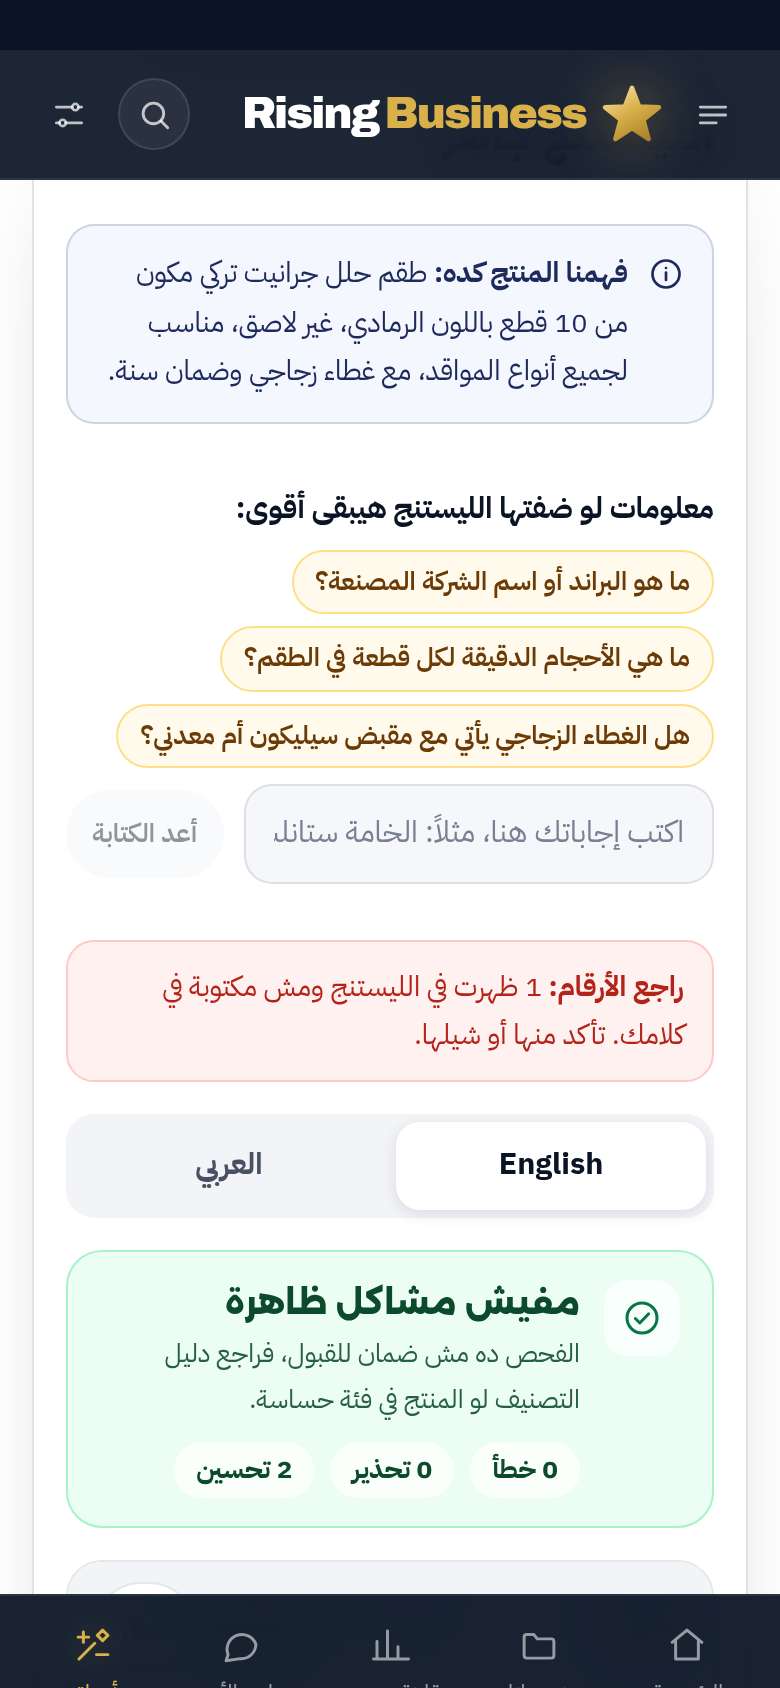 Rising Business
فهمنا المنتج كده: طقم حلل جرانيت تركي مكون
من 10 قطع باللون الرمادي، غير لاصق، مناسب
لجميع أنواع المواقد، مع غطاء زجاجي وضمان سنة.
معلومات لو ضفتها الليستنج هيبقى أقوى:
ما هو البراند أو اسم الشركة المصنعة؟
ما هي الأحجام الدقيقة لكل قطعة في الطقم؟
هل الغطاء الزجاجي يأتي مع مقبض سيليكون أم معدني؟
اكتب إجاباتك هنا، مثلاً: الخامة
أعد الكتابة
راجع الأرقام: 1 ظهرت في الليستنج ومش مكتوبة في
كلامك. تأكد منها أو شيلها.
English
العربي
مفيش مشاكل ظاهرة
الفحص ده مش ضمان للقبول، فراجع دليل
التصنيف لو المنتج في فئة حساسة.
0 خطأ
0 تحذير
2 تحسين